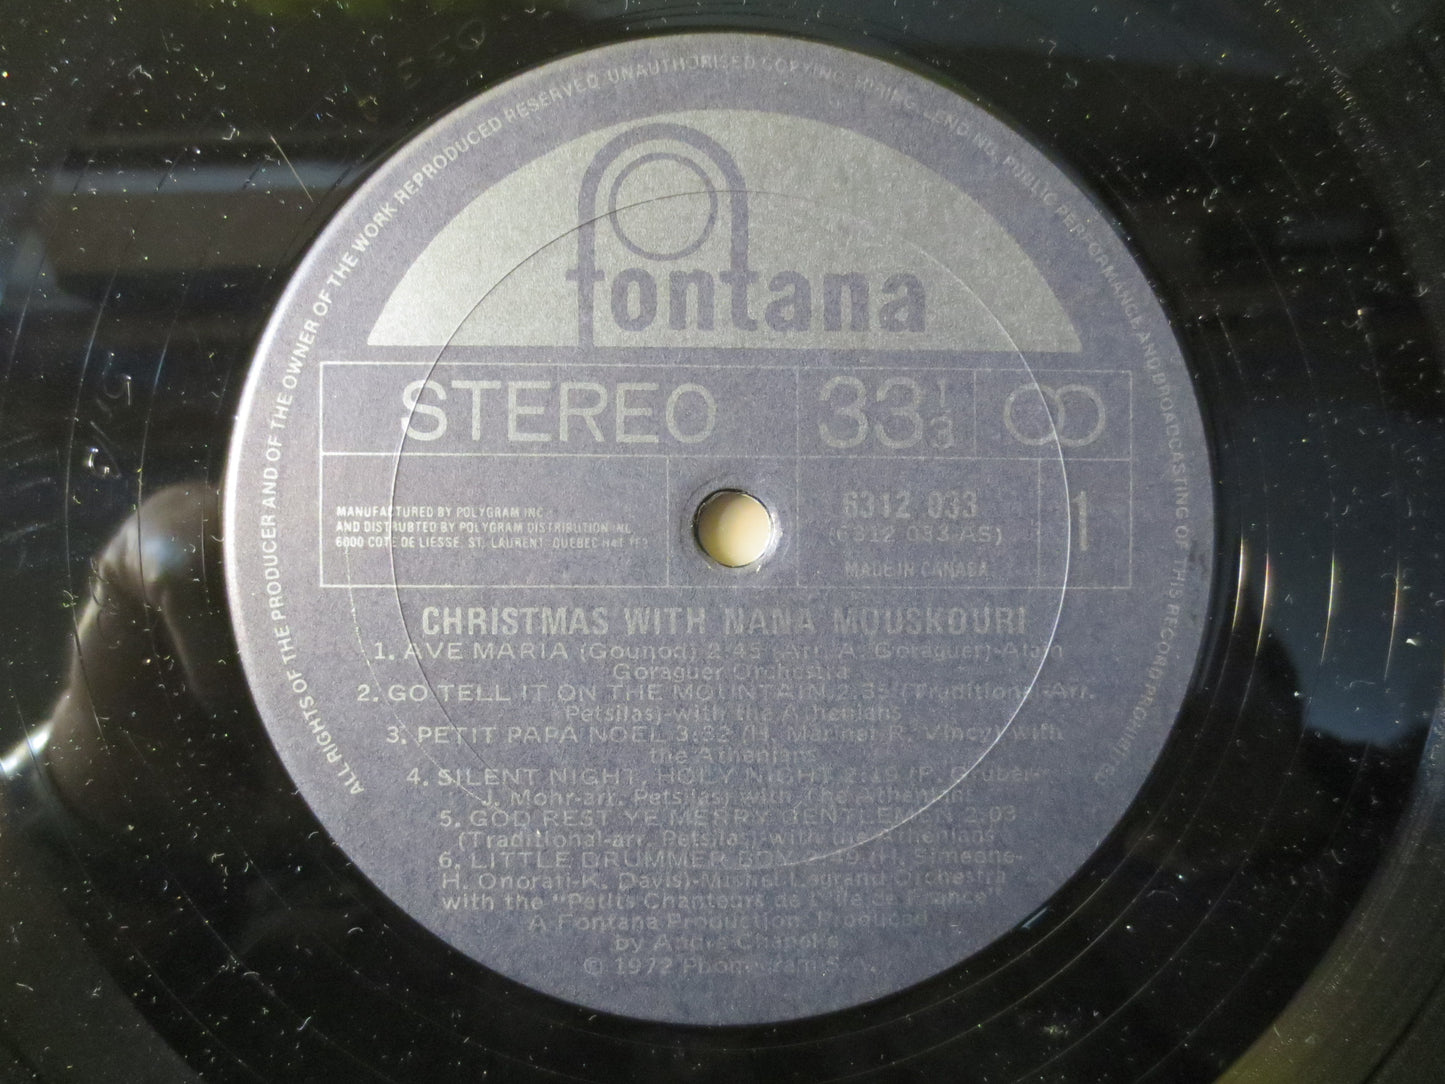 ALL RIGHTS OF THE PRODUCER AND OF THE OWNER OF THE WORK REPRODUCED RESERVED. UNAUTHORISED COPYING, HIRING, LENDING, PUBLIC PERFORMANCE AND BROADCASTING OF THIS RECORD PROHIBITED
fontana
STEREO 33 1/3
MANUFACTURED BY POLYGRAM INC
AND DISTRUBTED BY POLYGRAM DISTRIBUTION INC.
6000 COTE DE LIESSE, ST. LAURENT, QUEBEC
6312 033
(6312 033 AS)
1
MADE IN CANADA
CHRISTMAS WITH NANA MOUSKOURI
1. AVE MARIA (Gounod) 2:45 (Arr. A. Goraguer)-Alain
Goraguer Orchestra
2. GO TELL IT ON THE MOUNTAIN 2:35 (Traditional-Arr.
Petsilas)-with the Athenians
3. PETIT PAPA NOEL 3:32 (H. Martinet-R. Vincy)-with
the Athenians
4. SILENT NIGHT, HOLY NIGHT 2:19 (F. Gruber-
J. Mohr-arr. Petsilas)-with The Athenians
5. GOD REST YE MERRY GENTLEMEN 2:03
(Traditional-arr. Petsilas)-with the Athenians
6. LITTLE DRUMMER BOY :49 (H. Simeone-
H. Onorati-K. Davis)-Mishel Legrand Orchestra
with the "Petits Chanteurs de L'Ile de France"
A Fontana Production, Produced
by André Chapelle
© 1972 Phonogram S.A.